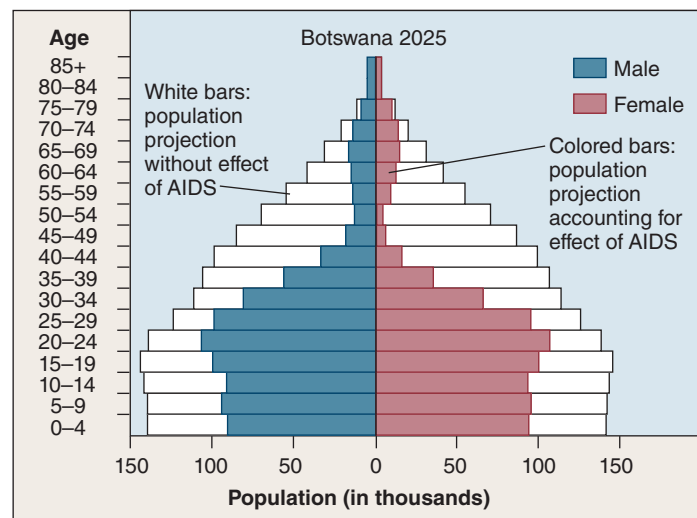 Age
Botswana 2025
85+
80–84
75–79
70–74
65–69
60–64
55–59
50–54
45–49
40–44
35–39
30–34
25–29
20–24
15–19
10–14
5–9
0–4
White bars:
population
projection
without effect
of AIDS
Male
Female
Colored bars:
population
projection
accounting for
effect of AIDS
150 100 50 0 50 100 150
Population (in thousands)